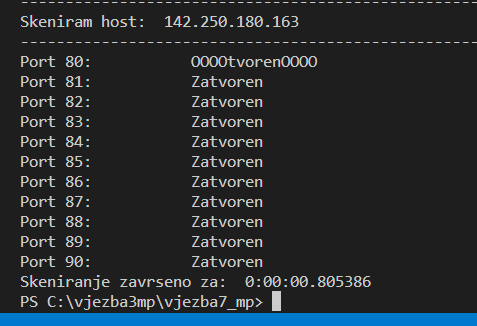 ------------------------------------------------------------
Skeniram host:  142.250.180.163
------------------------------------------------------------
Port 80:             OOOOtvorenOOOO
Port 81:             Zatvoren
Port 82:             Zatvoren
Port 83:             Zatvoren
Port 84:             Zatvoren
Port 85:             Zatvoren
Port 86:             Zatvoren
Port 87:             Zatvoren
Port 88:             Zatvoren
Port 89:             Zatvoren
Port 90:             Zatvoren
Skeniranje zavrseno za:  0:00:00.805386
PS C:\vjezba3mp\vjezba7_mp>